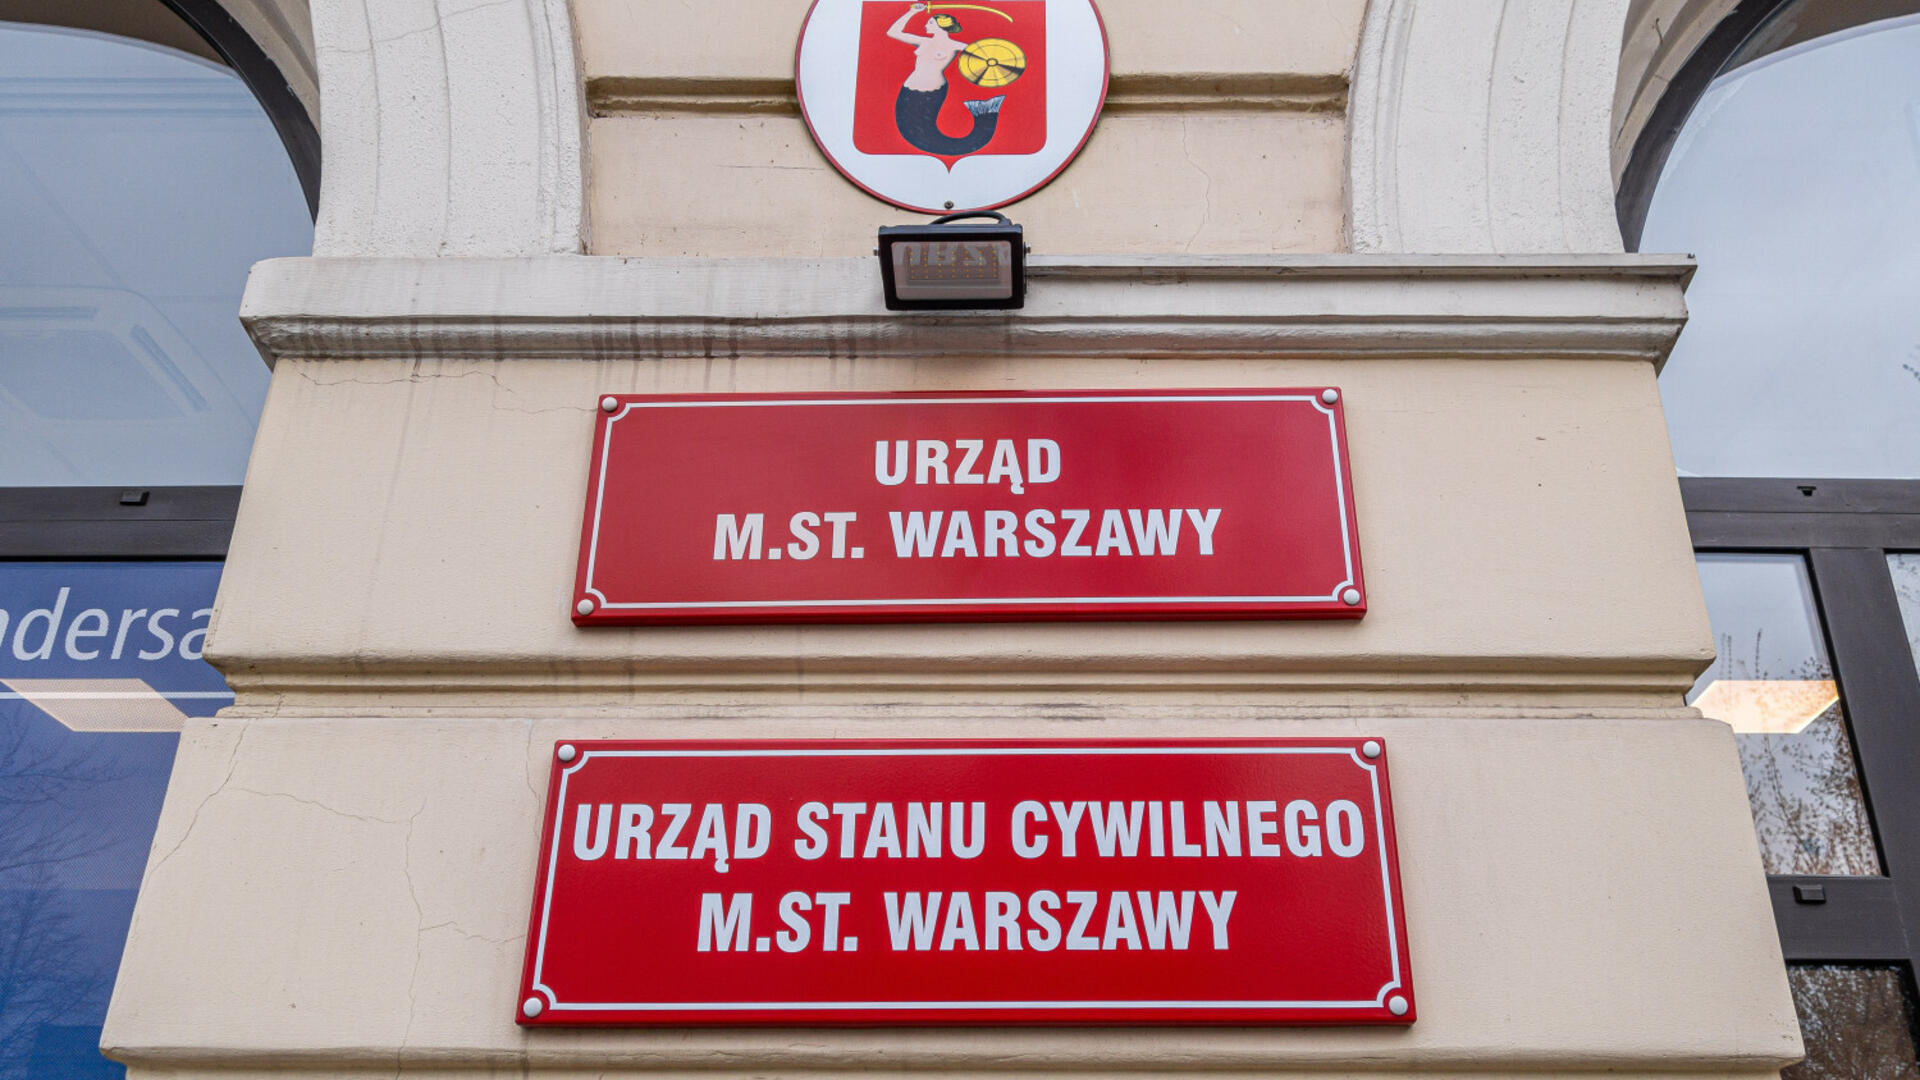 URZĄD
M.ST. WARSZAWY
ndersa
URZĄD STANU CYWILNEGO
M.ST. WARSZAWY